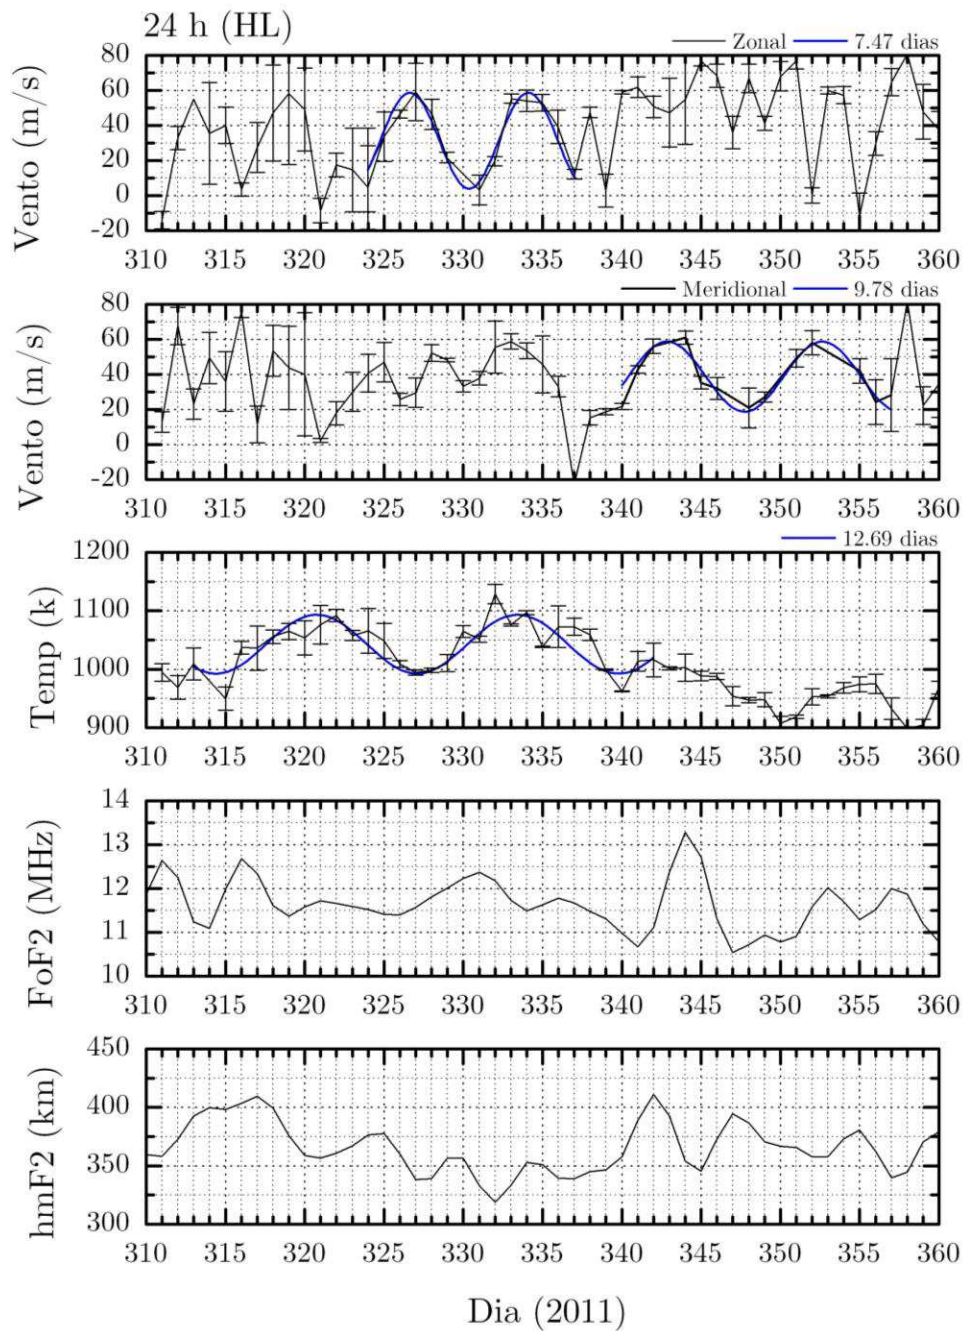 24 h (HL)
Zonal 7.47 dias
Vento (m/s)
80
60
40
20
0
-20
310 315 320 325 330 335 340 345 350 355 360
Meridional 9.78 dias
Vento (m/s)
80
60
40
20
0
-20
310 315 320 325 330 335 340 345 350 355 360
12.69 dias
Temp (k)
1200
1100
1000
900
310 315 320 325 330 335 340 345 350 355 360
FoF2 (MHz)
14
13
12
11
10
310 315 320 325 330 335 340 345 350 355 360
hmF2 (km)
450
400
350
300
310 315 320 325 330 335 340 345 350 355 360
Dia (2011)